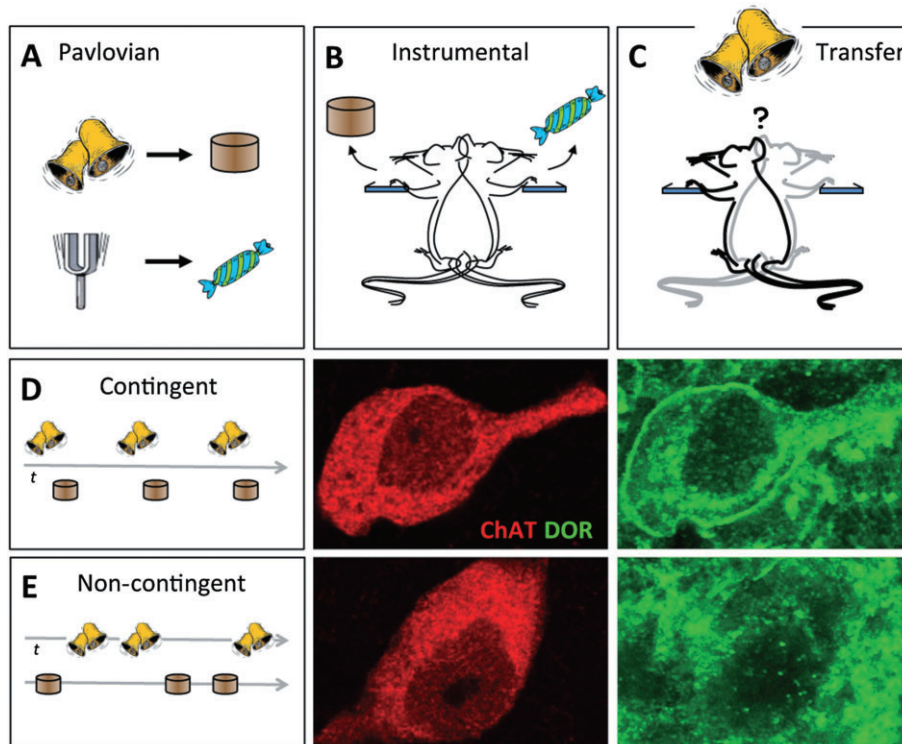 A Pavlovian
B Instrumental
C Transfer
?
D Contingent
t
ChAT DOR
E Non-contingent
t